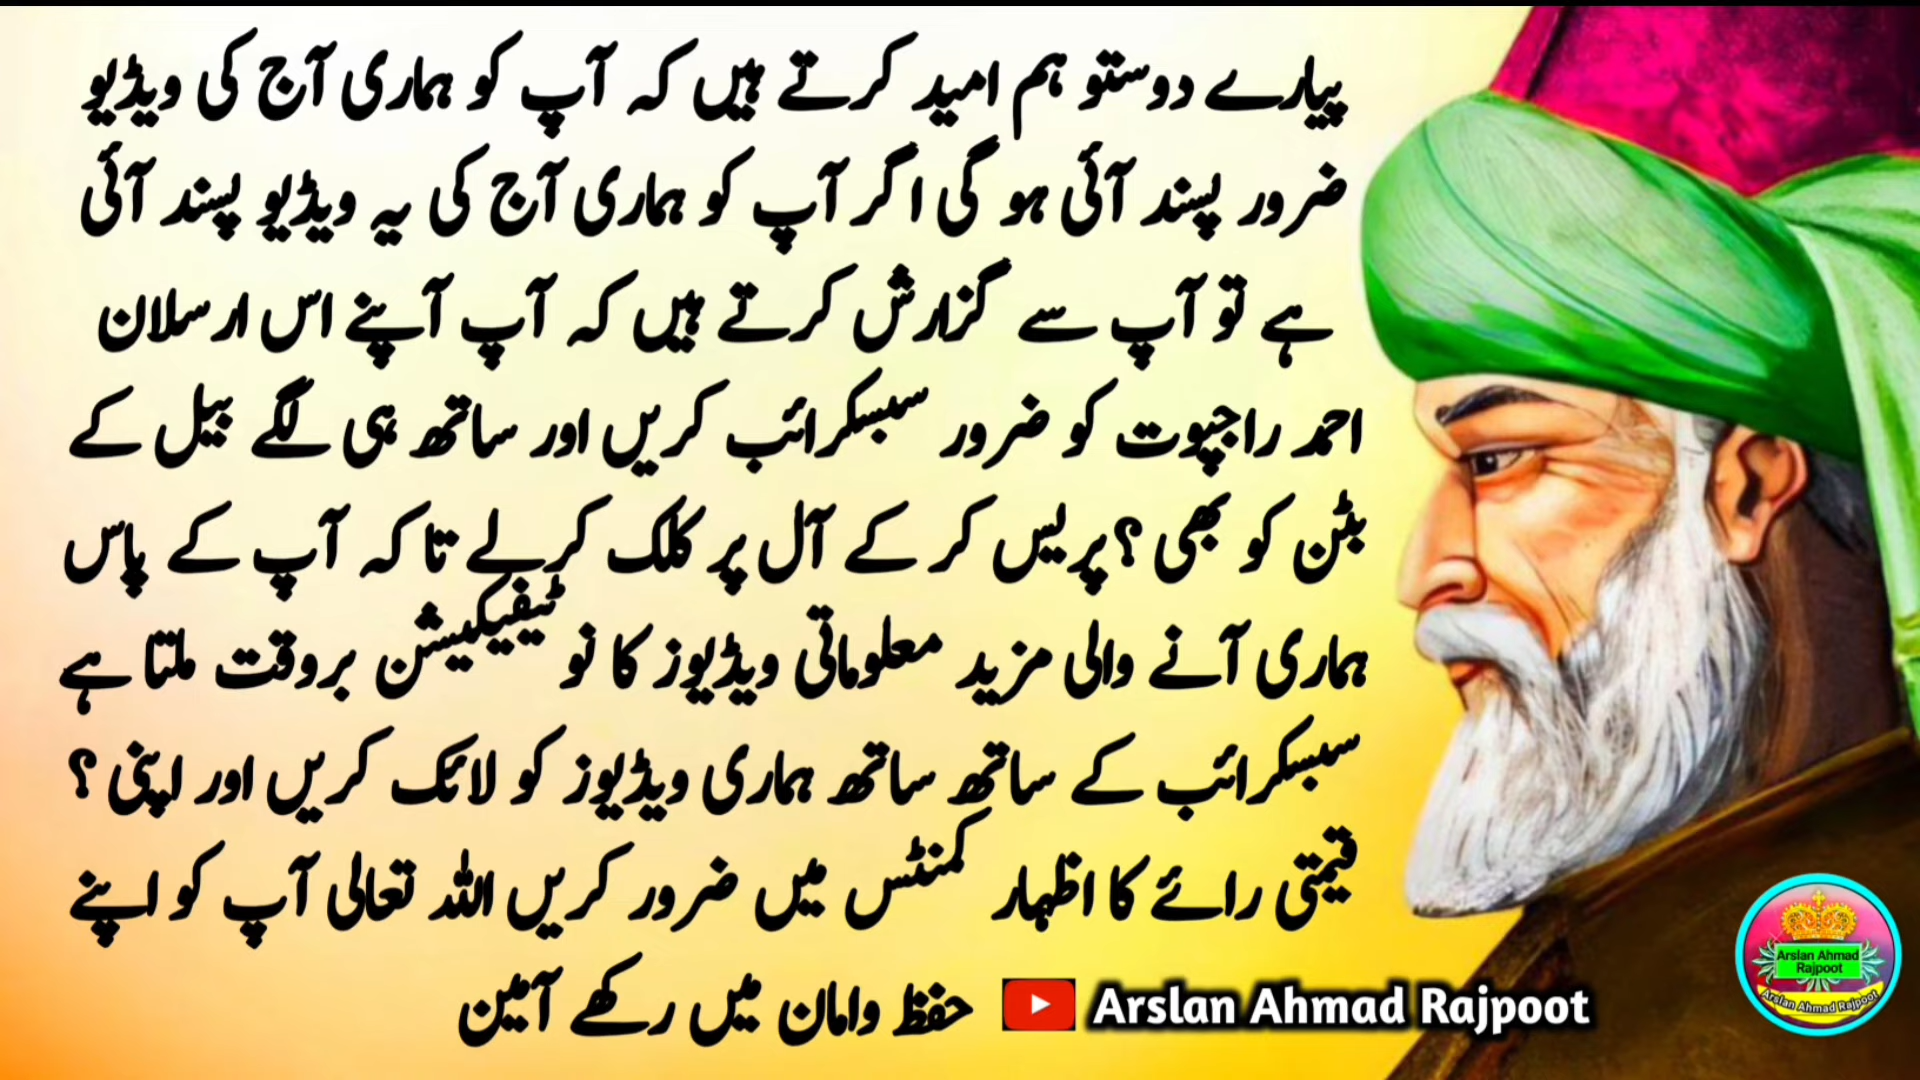 پیارے دوستو ہم امید کرتے ہیں کہ آپ کو ہماری آج کی ویڈیو
ضرور پسند آئی ہو گی اگر آپ کو ہماری آج کی یہ ویڈیو پسند آئی
ہے تو آپ سے گزارش کرتے ہیں کہ آپ آپنے اس ارسلان
احمد راجپوت کو ضرور سبسکرائب کریں اور ساتھ ہی لگے بیل کے
بٹن کو بھی ؟پریس کر کے آل پر کلک کرلے تاکہ آپ کے پاس
ہماری آنے والی مزید معلوماتی ویڈیوز کا نوٹیفیکیشن بروقت ملتا ہے
سبسکرائب کے ساتھ ساتھ ہماری ویڈیوز کو لائک کریں اور اپنی ؟
قیمتی رائے کا اظہار کمنٹس میں ضرور کریں اللہ تعالی آپ کو اپنے
حفظ وامان میں رکھے آمین
Arslan Ahmad Rajpoot
Arslan Ahmad
Rajpoot
Arslan Ahmad Rajpoot